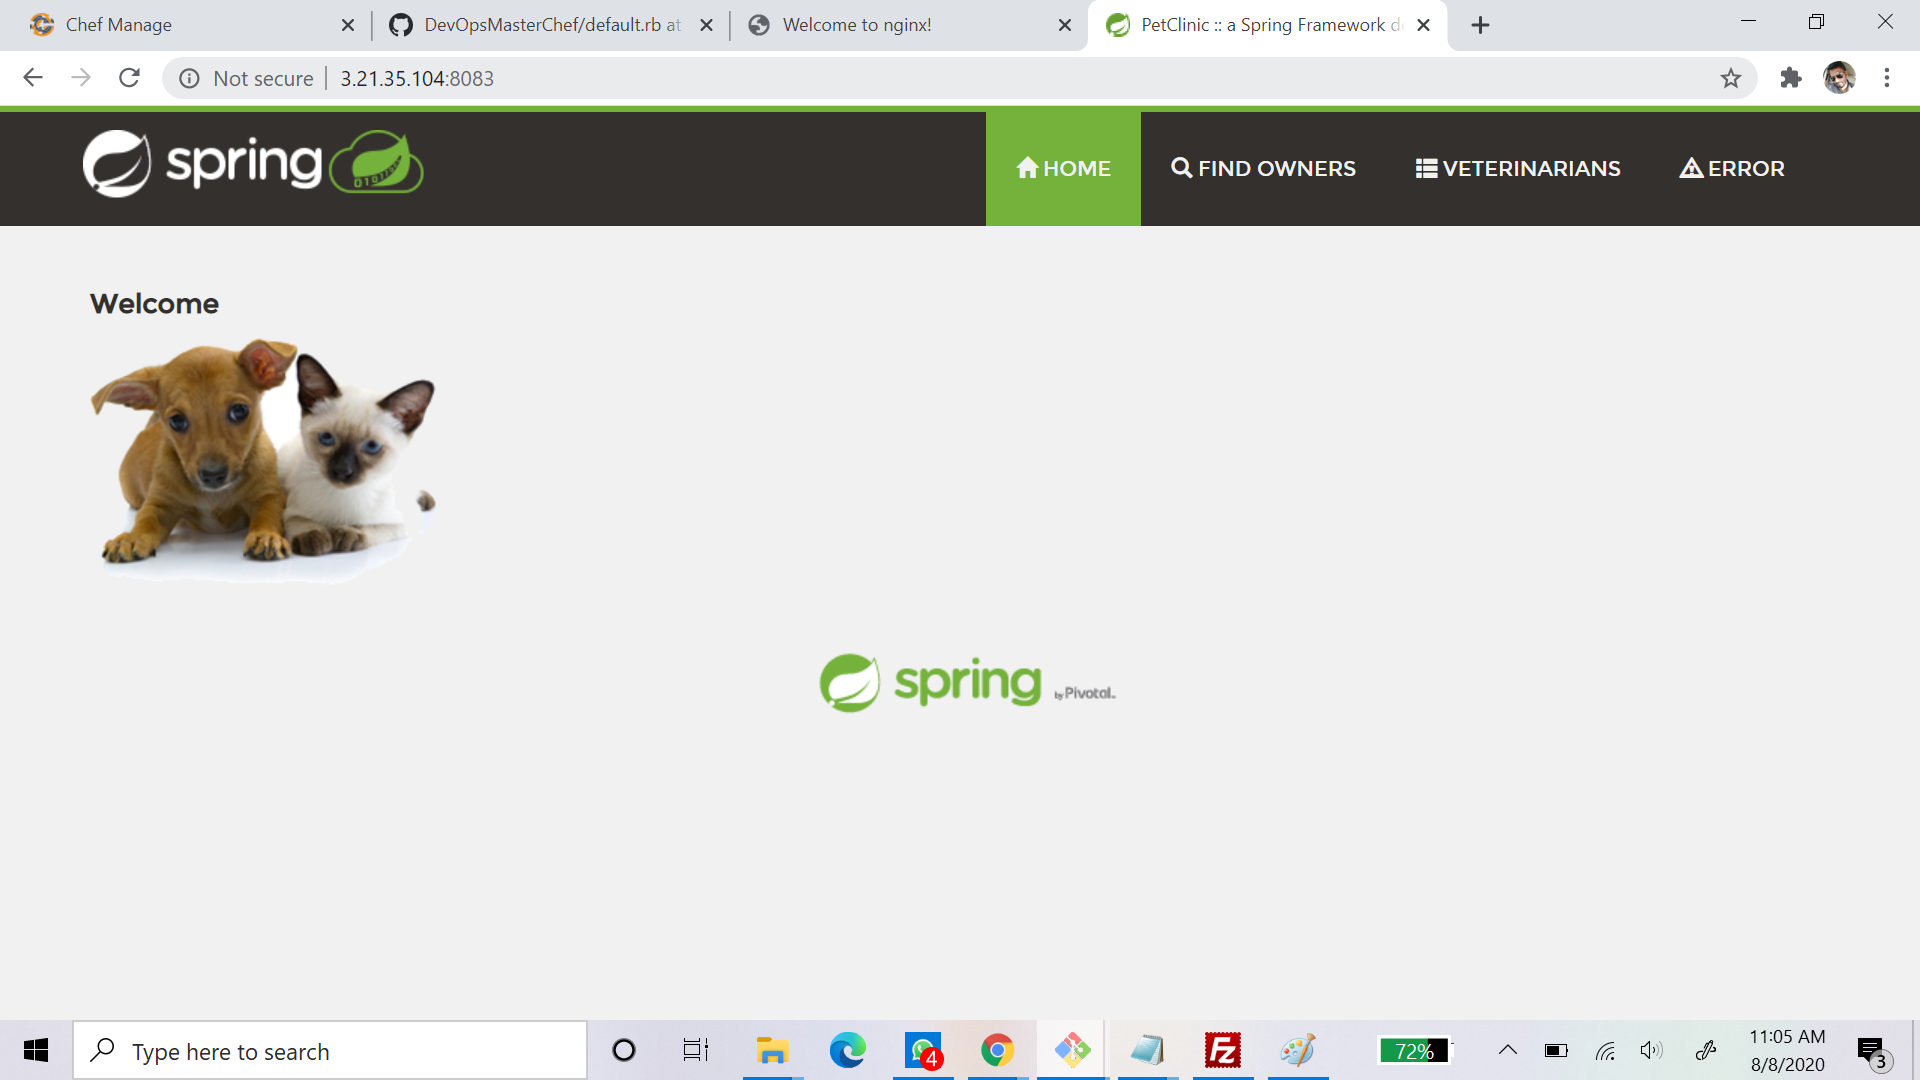 Chef Manage
DevOpsMasterChef/default.rb at
Welcome to nginx!
PetClinic :: a Spring Framework d
Not secure
3.21.35.104:8083
spring
HOME
FIND OWNERS
VETERINARIANS
ERROR
Welcome
spring by Pivotal
Type here to search
4
72%
11:05 AM
8/8/2020
3